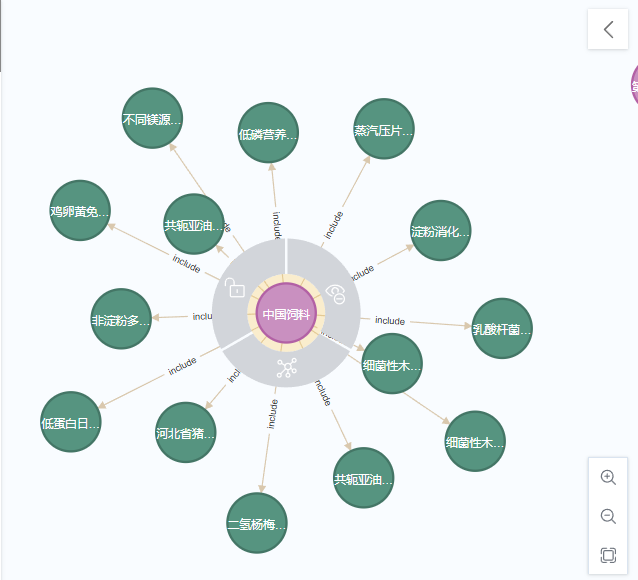 不同镁源...
低磷营养...
蒸汽压片...
鸡卵黄免...
共轭亚油...
淀粉消化...
include
include
include
include
include
非淀粉多...
中国饲料
include
乳酸杆菌...
细菌性木...
include
低蛋白日...
河北省猪...
include
include
细菌性木...
共轭亚油...
二氢杨梅...